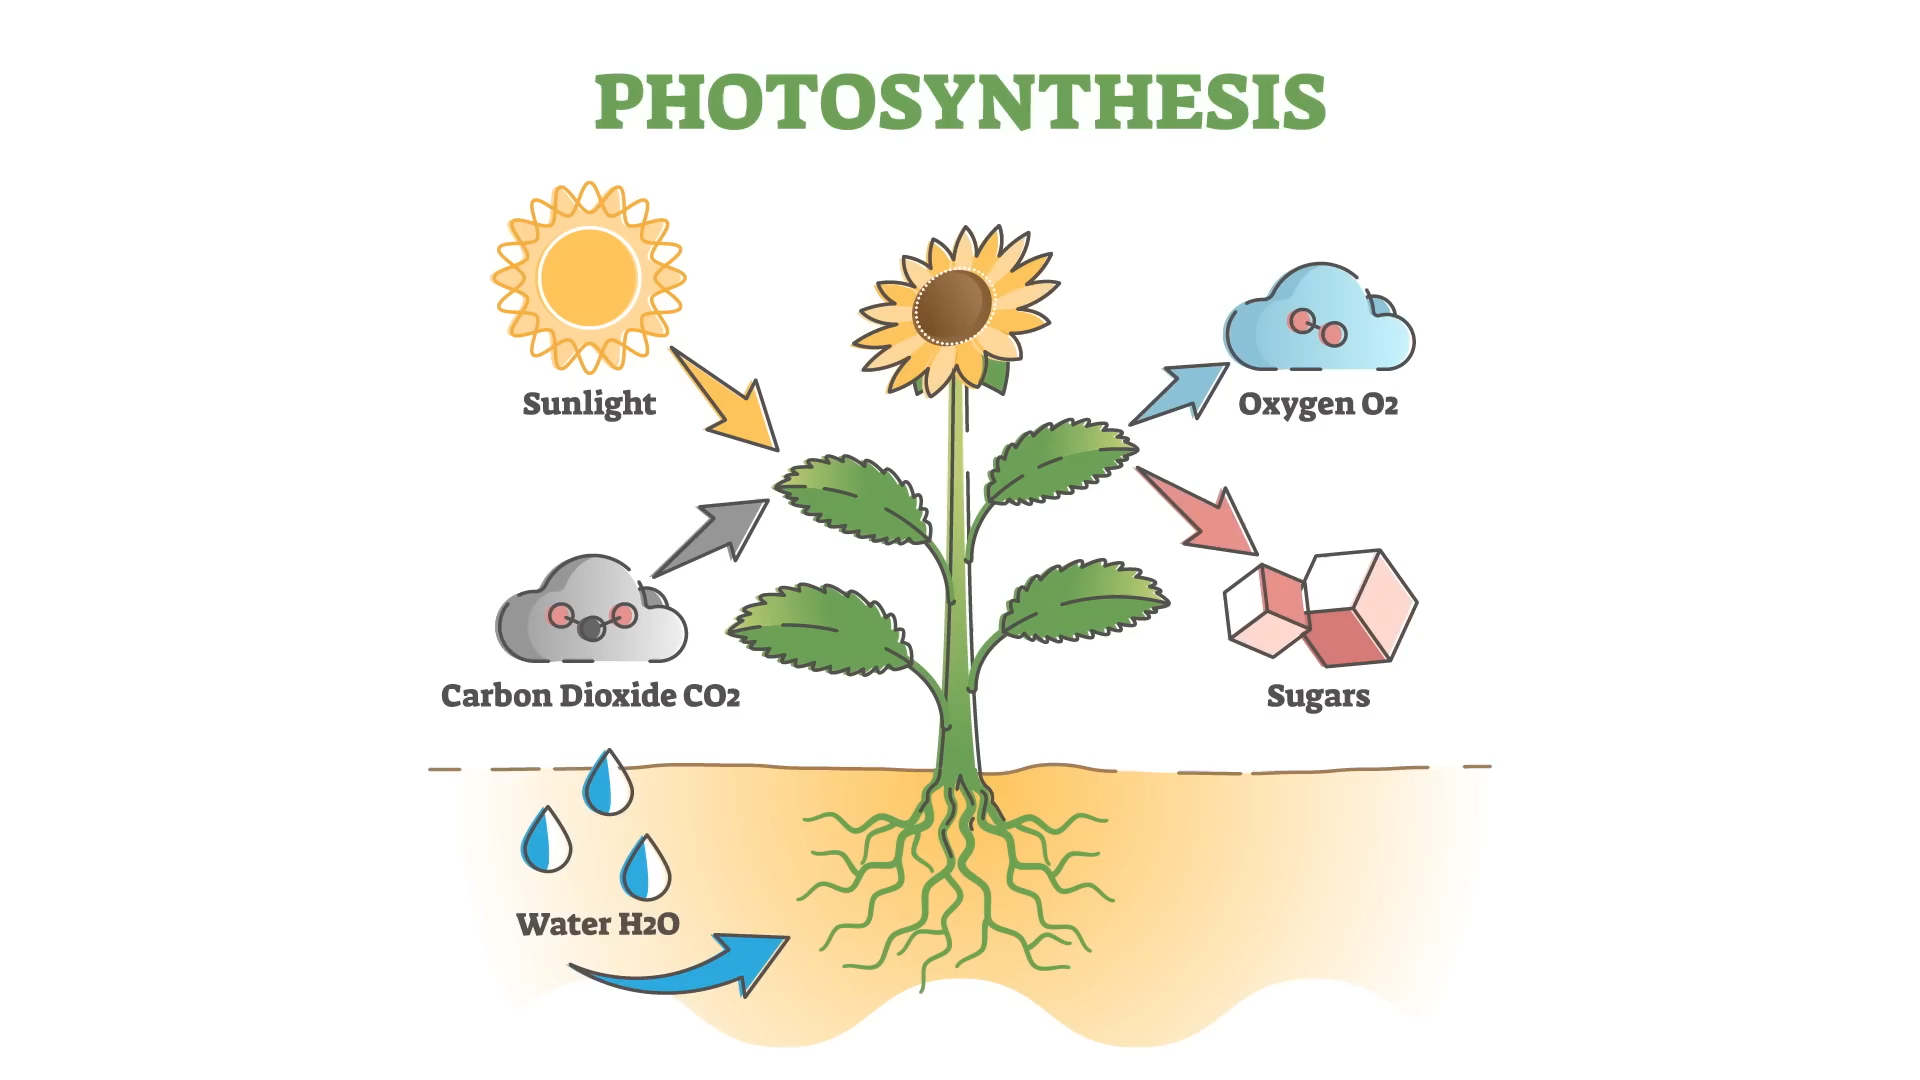 PHOTOSYNTHESIS
Sunlight
Oxygen O2
Carbon Dioxide CO2
Sugars
Water H2O